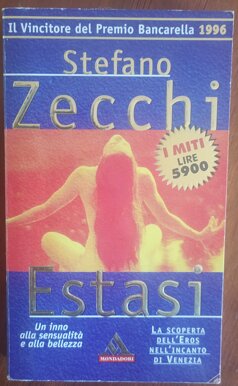 Il Vincitore del Premio Bancarella 1996
Stefano
Zecchi
I MITI
LIRE
5900
Estasi
Un inno
alla sensualità
e alla bellezza
MONDADORI
LA SCOPERTA
DELL'EROS
NELL'INCANTO
DI VENEZIA